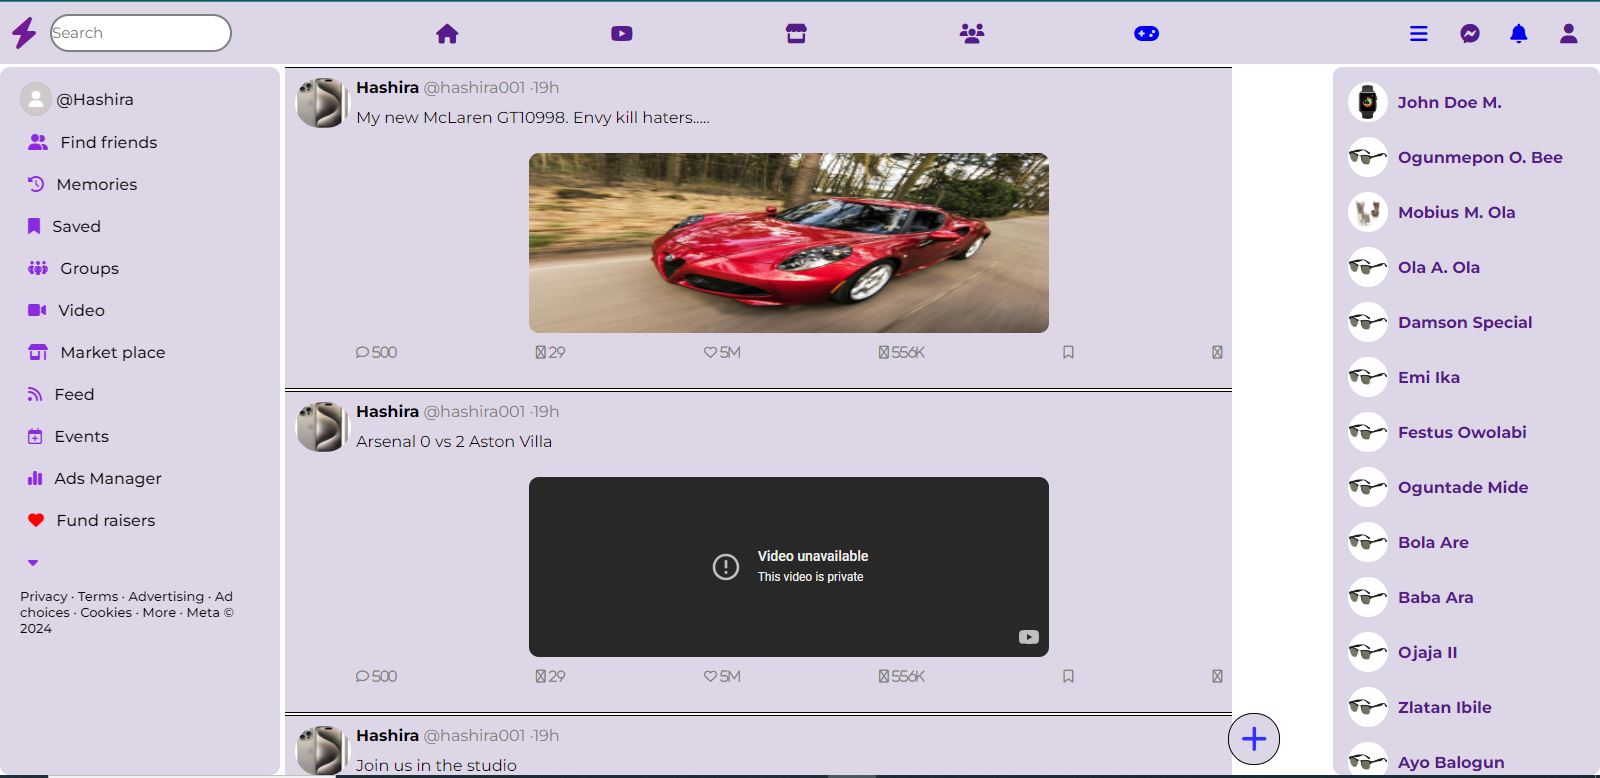 Search
@Hashira
Find friends
Memories
Saved
Groups
Video
Market place
Feed
Events
Ads Manager
Fund raisers
Privacy · Terms · Advertising · Ad
choices · Cookies · More · Meta ©
2024
Hashira @hashira001 ·19h
My new McLaren GT10998. Envy kill haters.....
500 29 5M 556K
Hashira @hashira001 ·19h
Arsenal 0 vs 2 Aston Villa
Video unavailable
This video is private
500 29 5M 556K
Hashira @hashira001 ·19h
Join us in the studio
John Doe M.
Ogunmepon O. Bee
Mobius M. Ola
Ola A. Ola
Damson Special
Emi Ika
Festus Owolabi
Oguntade Mide
Bola Are
Baba Ara
Ojaja II
Zlatan Ibile
Ayo Balogun